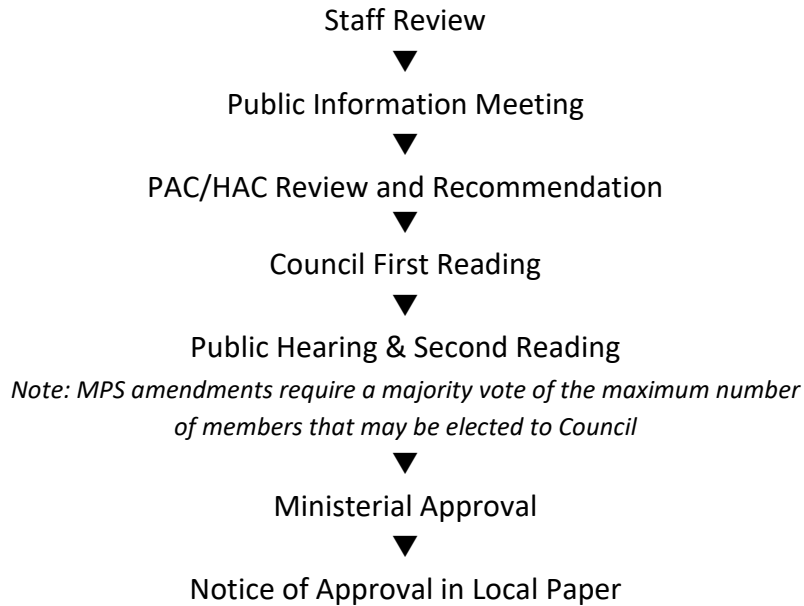 Staff Review
▼
Public Information Meeting
▼
PAC/HAC Review and Recommendation
▼
Council First Reading
▼
Public Hearing & Second Reading
Note: MPS amendments require a majority vote of the maximum number
of members that may be elected to Council
▼
Ministerial Approval
▼
Notice of Approval in Local Paper